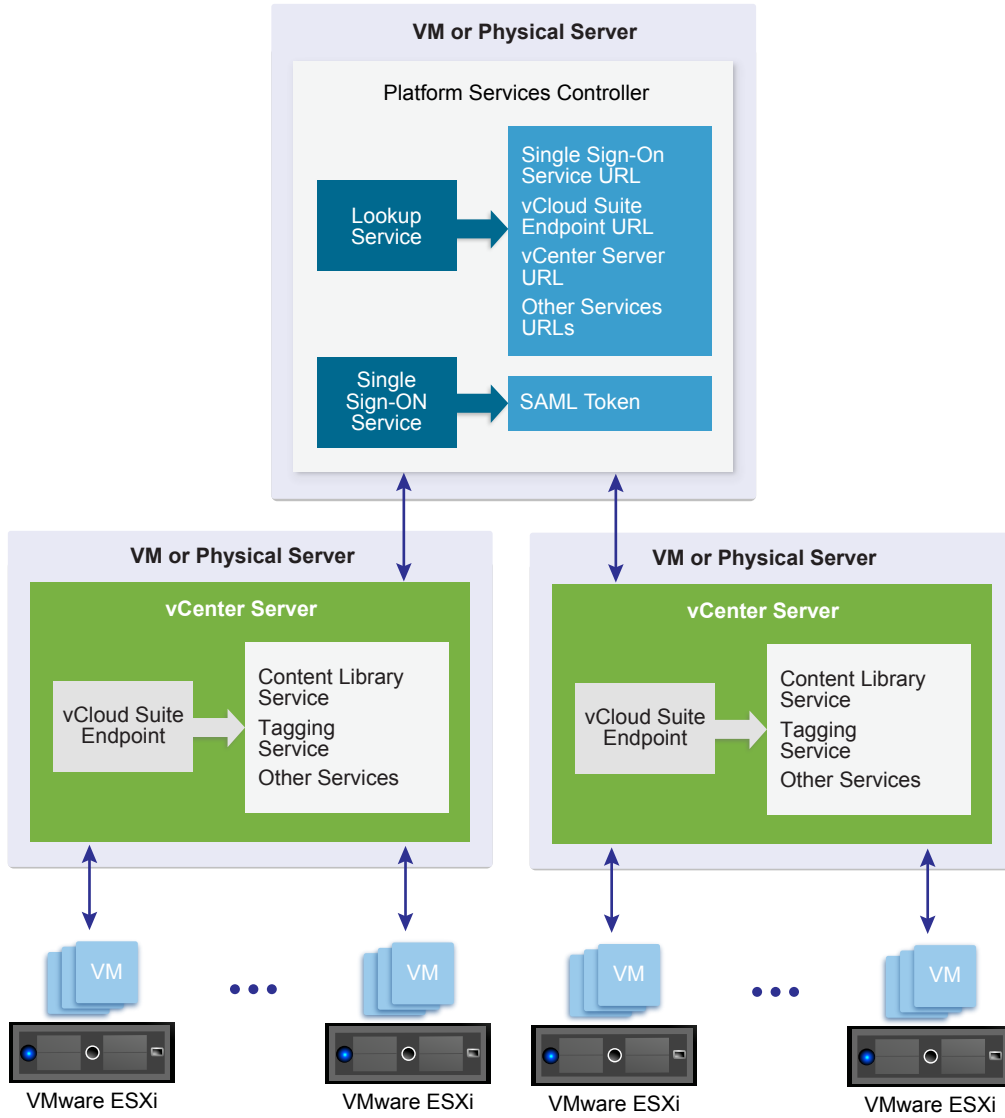 VM or Physical Server
Platform Services Controller
Lookup
Service
Single Sign-On
Service URL
vCloud Suite
Endpoint URL
vCenter Server
URL
Other Services
URLs
Single
Sign-ON
Service
SAML Token
VM or Physical Server
vCenter Server
vCloud Suite
Endpoint
Content Library
Service
Tagging
Service
Other Services
VM or Physical Server
vCenter Server
vCloud Suite
Endpoint
Content Library
Service
Tagging
Service
Other Services
VM
VM
VM
VM
VMware ESXi
VMware ESXi
VMware ESXi
VMware ESXi